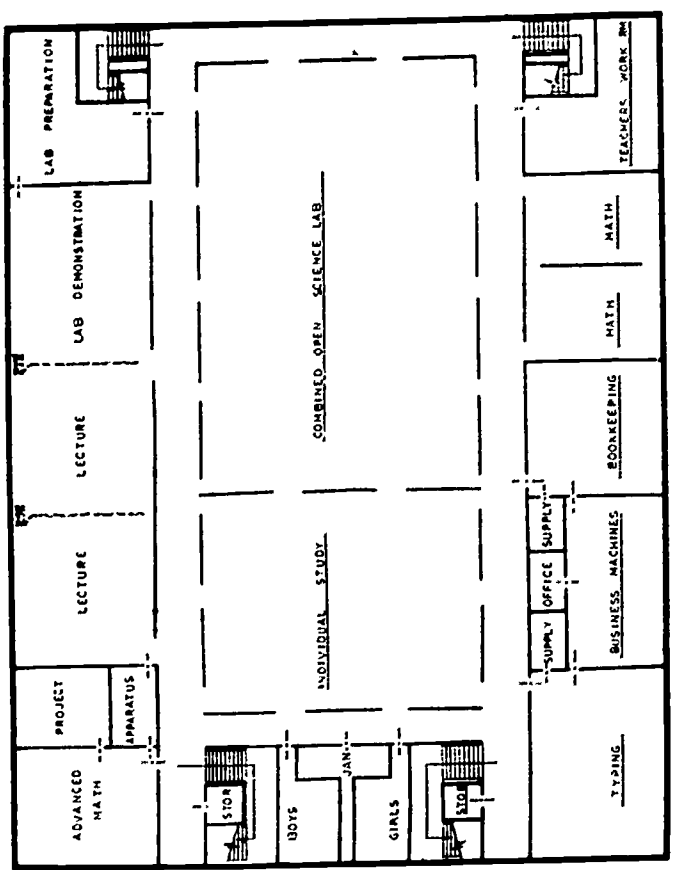 LAB PREPARATION
LAB DEMONSTRATION
LECTURE
LECTURE
PROJECT
APPARATUS
ADVANCED
MATH
COMBINED OPEN SCIENCE LAB
INDIVIDUAL STUDY
STOR
BOYS
JAN
GIRLS
STOR
TEACHERS WORK RM
MATH
MATH
BOOKKEEPING
SUPPLY
OFFICE
SUPPLY
BUSINESS MACHINES
TYPING